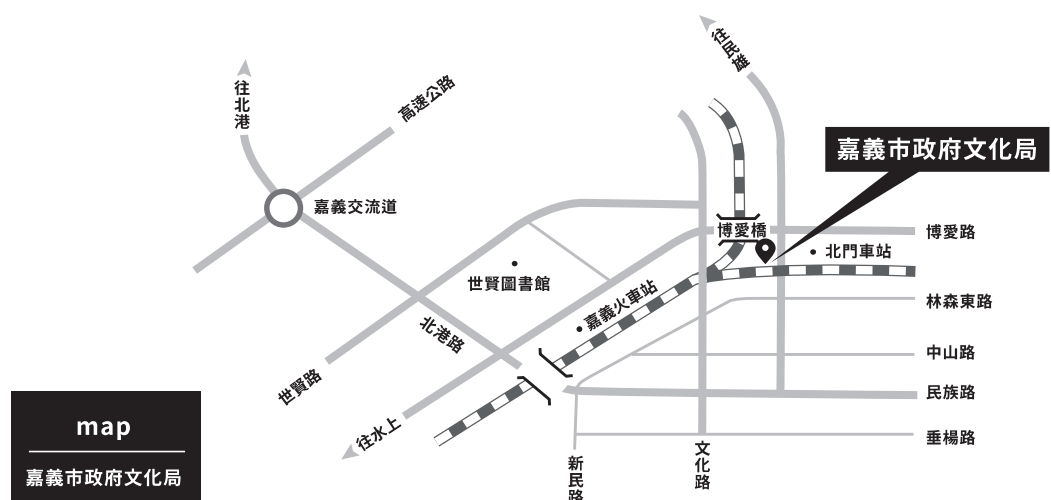 往民雄
往北港
高速公路
嘉義市政府文化局
嘉義交流道
博愛橋
博愛路
北門車站
世賢圖書館
嘉義火車站
林森東路
北港路
中山路
世賢路
民族路
往水上
map
嘉義市政府文化局
垂楊路
文化路
新民路